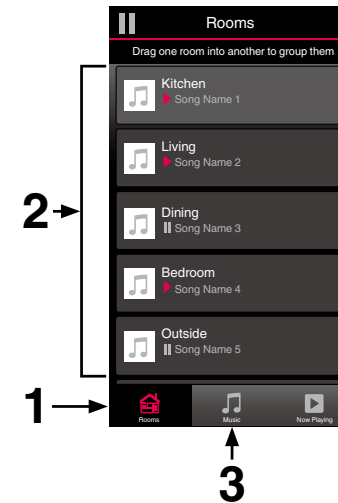 Rooms
Drag one room into another to group them
Kitchen
Song Name 1
Living
Song Name 2
2
Dining
Song Name 3
Bedroom
Song Name 4
Outside
Song Name 5
1
Rooms
Music
Now Playing
3